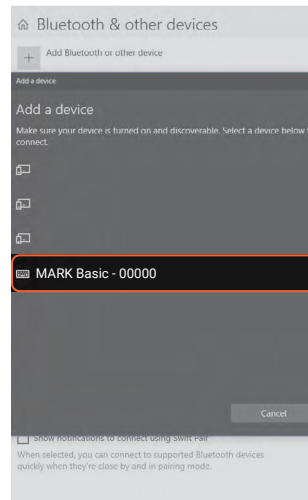 Bluetooth & other devices
Add Bluetooth or other device
Add a device
Add a device
Make sure your device is turned on and discoverable. Select a device below
connect.
MARK Basic - 00000
Cancel
Show notifications to connect using Swift Pair
When selected, you can connect to supported Bluetooth devices
quickly when they're close by and in pairing mode.